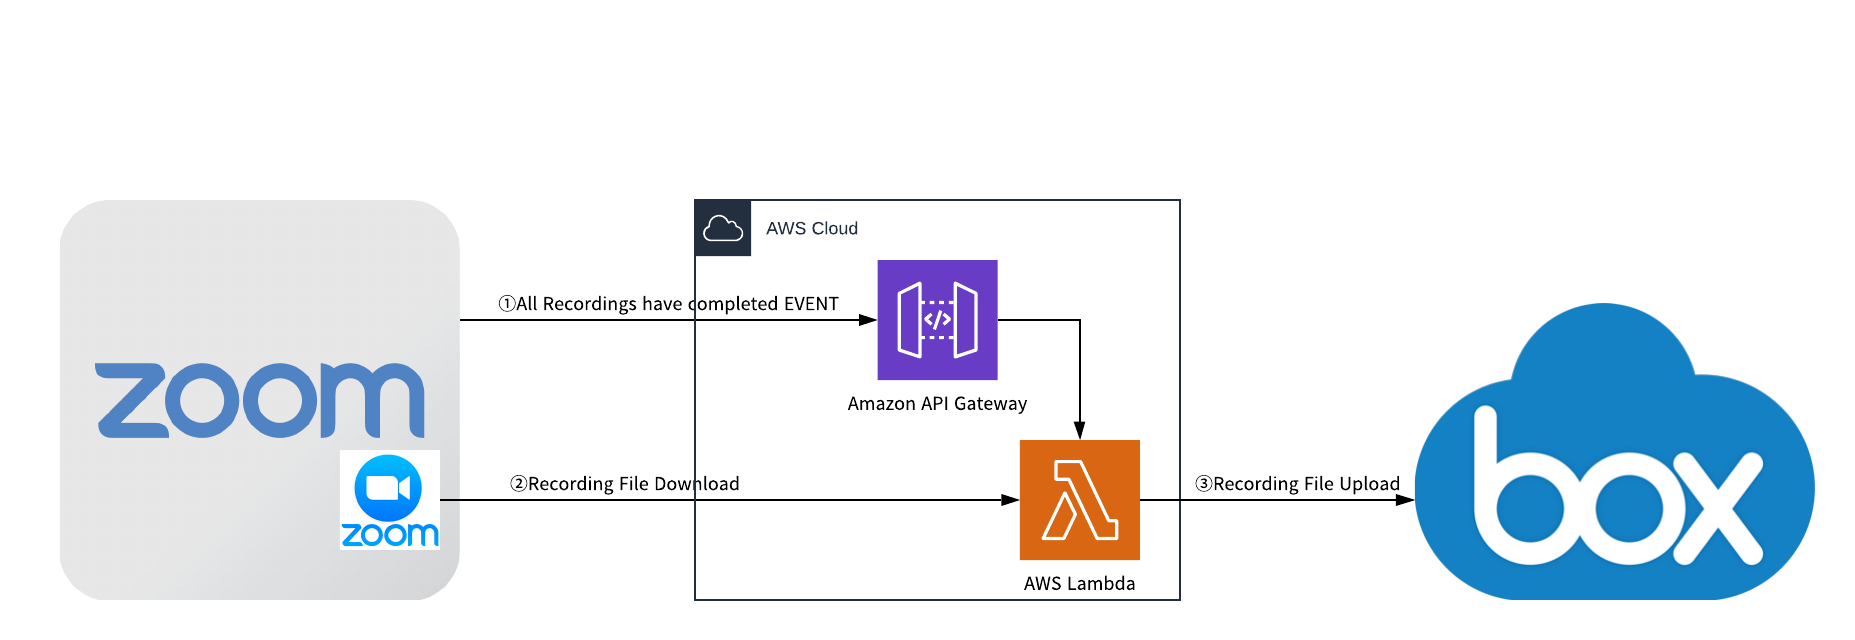 AWS Cloud
①All Recordings have completed EVENT
Amazon API Gateway
zoom
②Recording File Download
zoom
AWS Lambda
③Recording File Upload
box